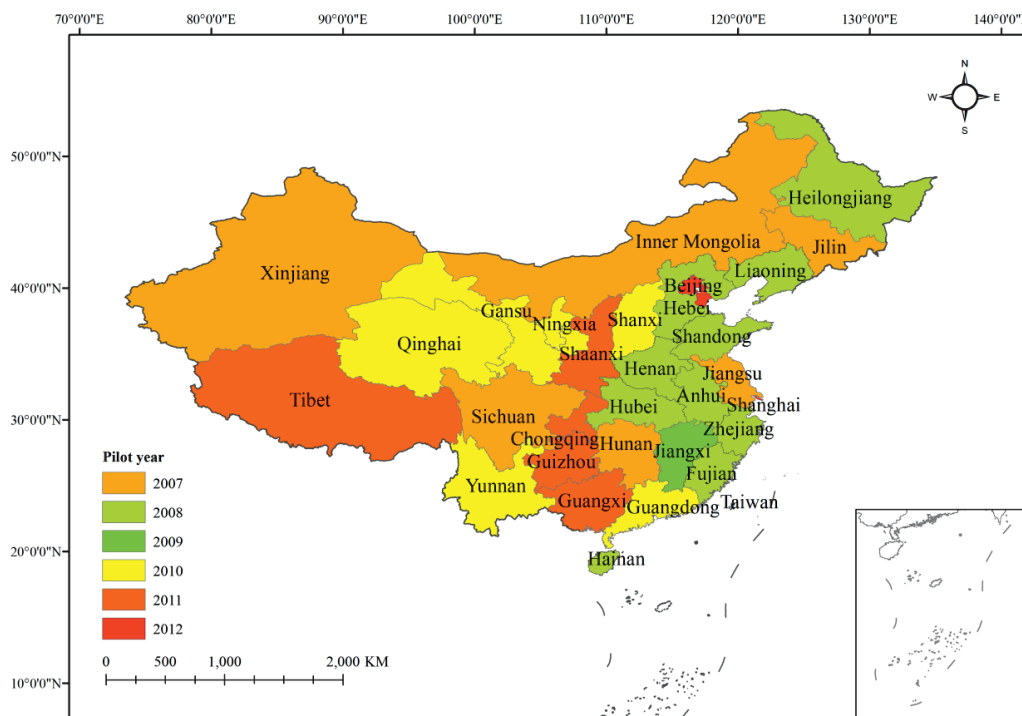 70°0'0"E
80°0'0"E
90°0'0"E
100°0'0"E
110°0'0"E
120°0'0"E
130°0'0"E
140°0'0"E
N
W
E
S
50°0'0"N
40°0'0"N
30°0'0"N
20°0'0"N
10°0'0"N
Heilongjiang
Inner Mongolia
Jilin
Xinjiang
Liaoning
Beijing
Hebei
Gansu
Ningxia
Shanxi
Shandong
Qinghai
Shaanxi
Henan
Jiangsu
Tibet
Anhui
Shanghai
Sichuan
Hubei
Zhejiang
Chongqing
Hunan
Jiangxi
Guizhou
Fujian
Yunnan
Guangxi
Guangdong
Taiwan
Hainan
Pilot year
2007
2008
2009
2010
2011
2012
0 500 1,000 2,000 KM